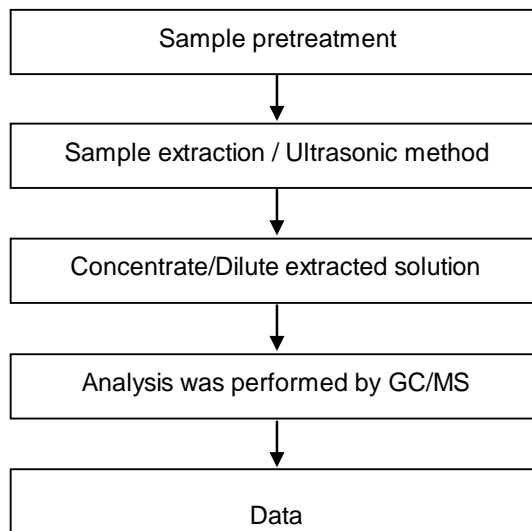 Sample pretreatment
Sample extraction / Ultrasonic method
Concentrate/Dilute extracted solution
Analysis was performed by GC/MS
Data